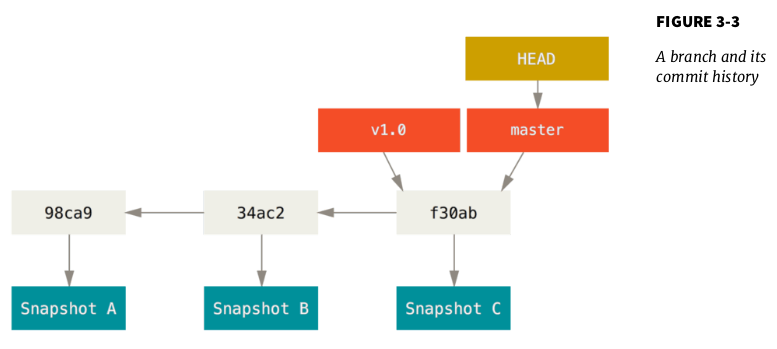 FIGURE 3-3
A branch and its
commit history
HEAD
v1.0
master
98ca9
34ac2
f30ab
Snapshot A
Snapshot B
Snapshot C